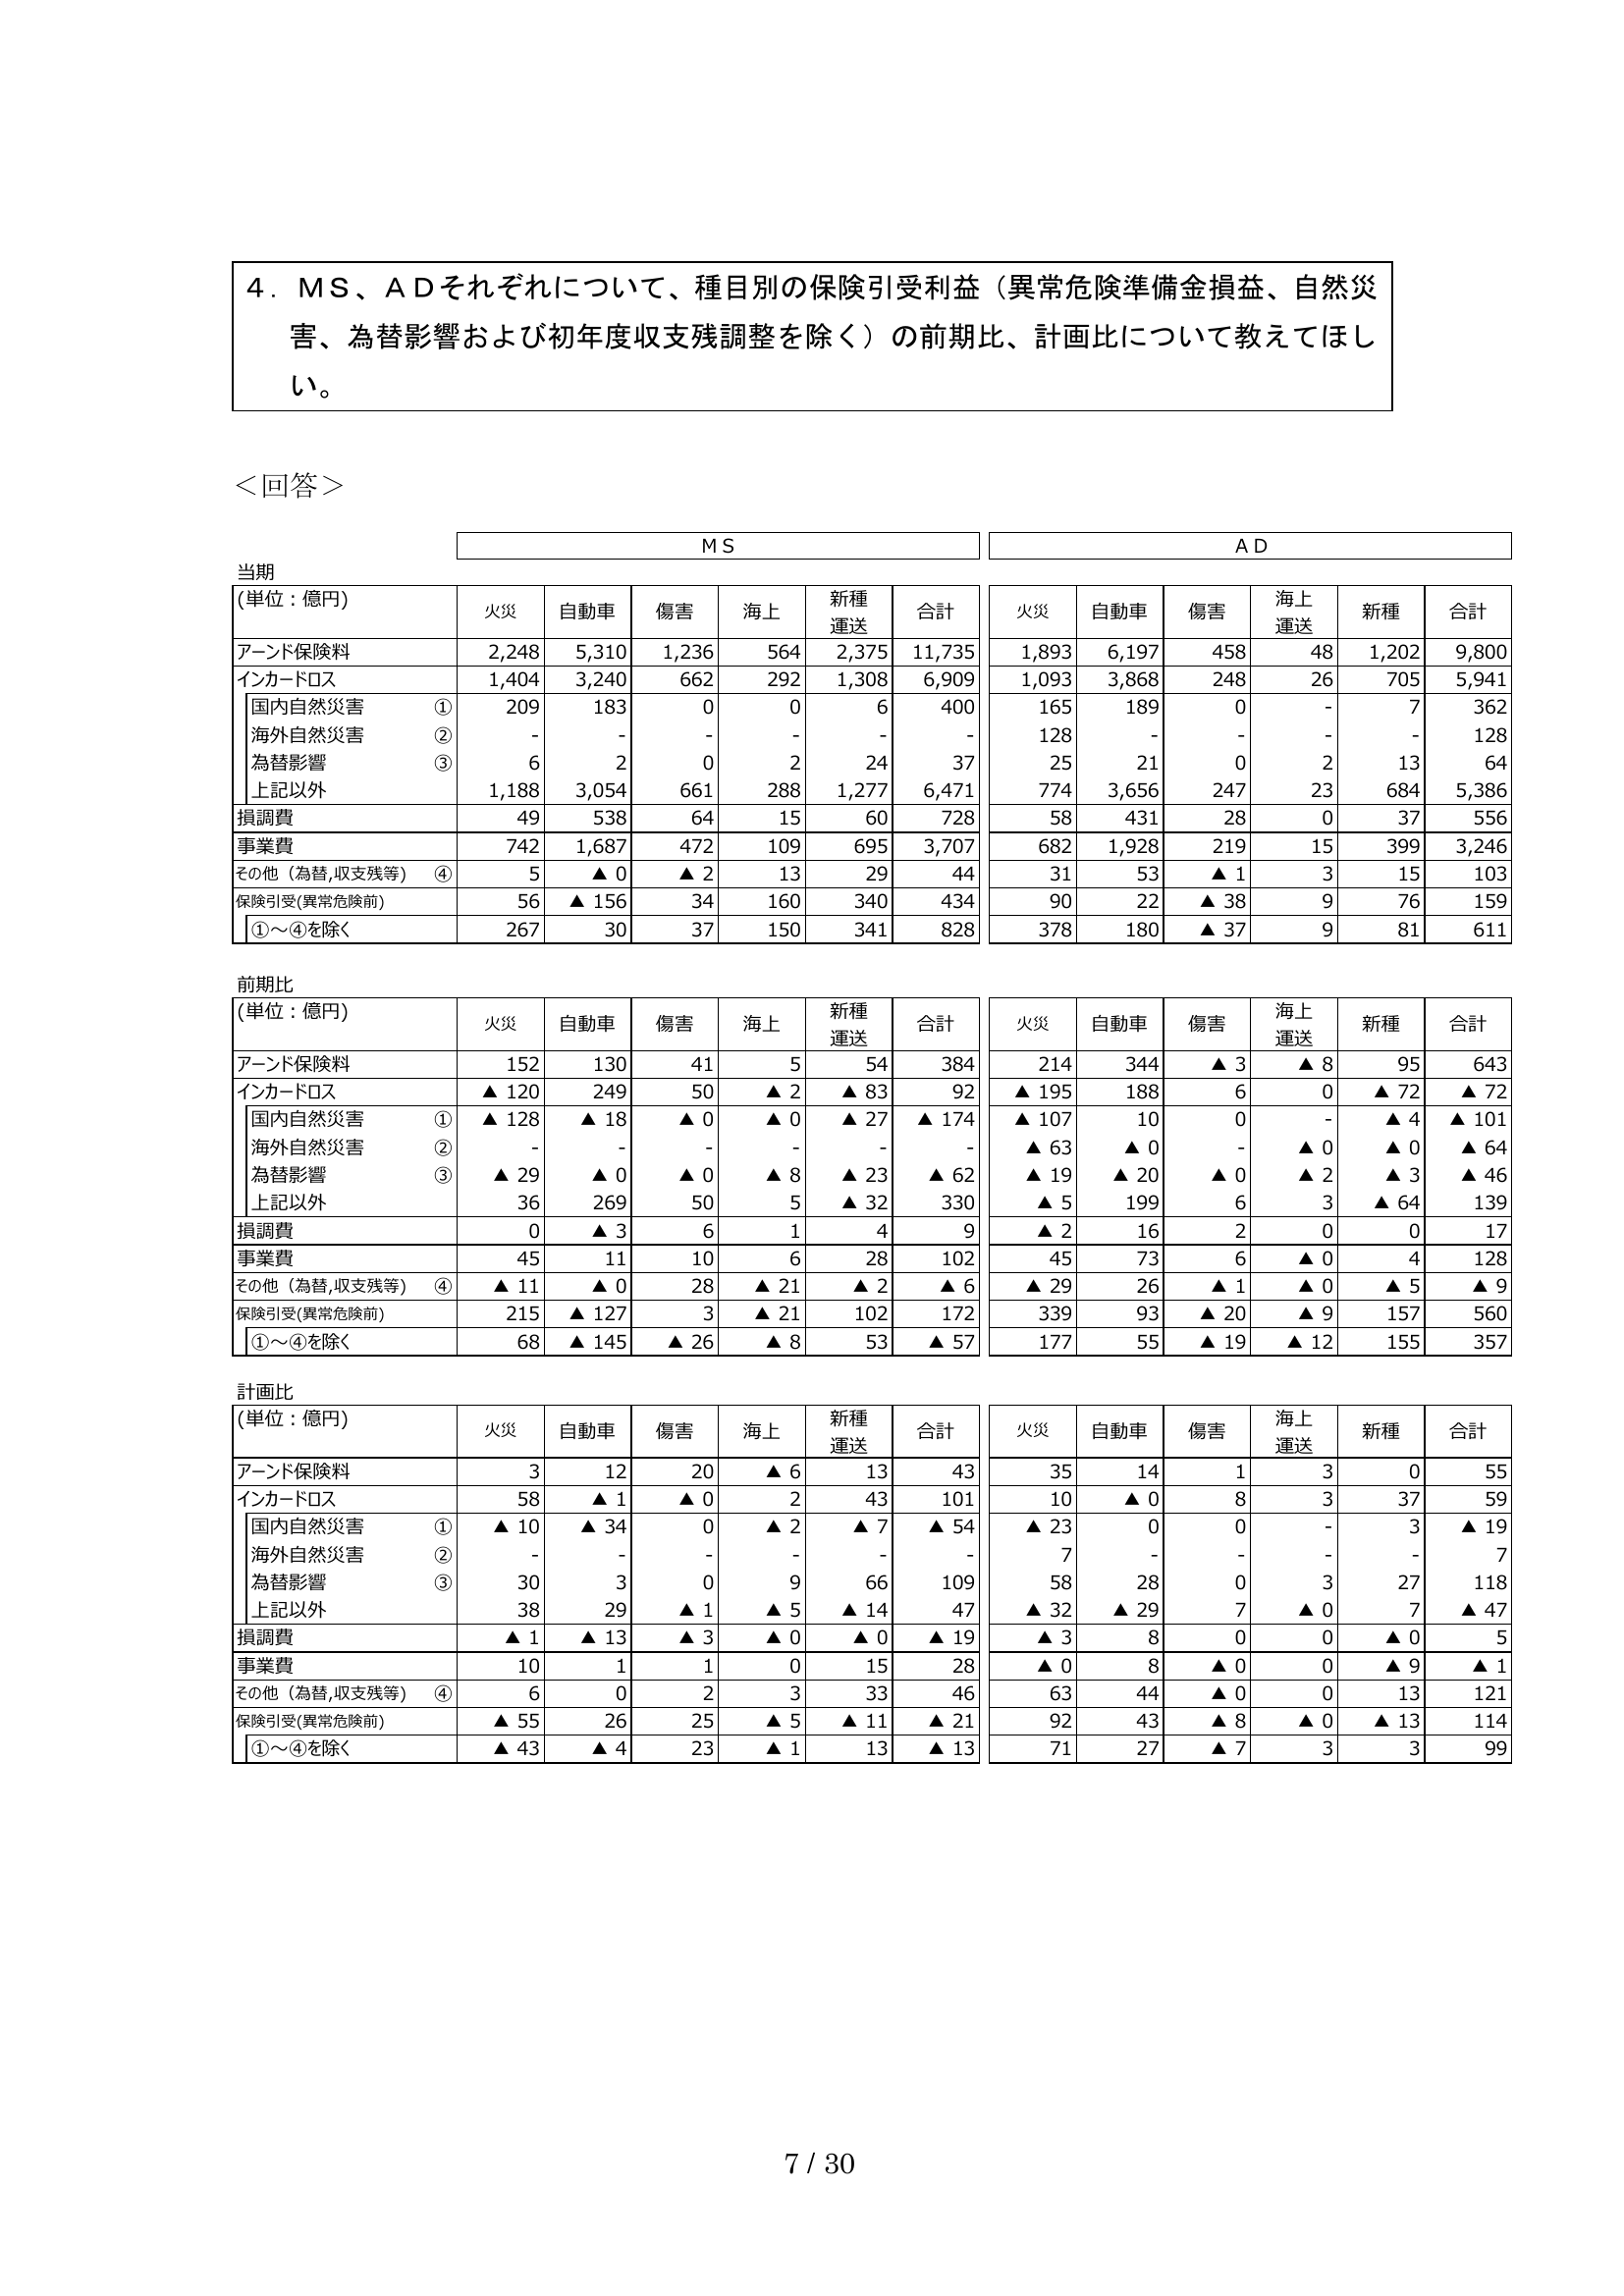 ４．ＭＳ、ＡＤそれぞれについて、種目別の保険引受利益（異常危険準備金損益、自然災
害、為替影響および初年度収支残調整を除く）の前期比、計画比について教えてほし
い。
＜回答＞
ＭＳ ＡＤ
当期
(単位：億円) 火災 自動車 傷害 海上 新種運送 合計 火災 自動車 傷害 海上運送 新種 合計
アーンド保険料 2,248 5,310 1,236 564 2,375 11,735 1,893 6,197 458 48 1,202 9,800
インカードロス 1,404 3,240 662 292 1,308 6,909 1,093 3,868 248 26 705 5,941
国内自然災害 ① 209 183 0 0 6 400 165 189 0 - 7 362
海外自然災害 ② - - - - - - 128 - - - - 128
為替影響 ③ 6 2 0 2 24 37 25 21 0 2 13 64
上記以外 1,188 3,054 661 288 1,277 6,471 774 3,656 247 23 684 5,386
損調費 49 538 64 15 60 728 58 431 28 0 37 556
事業費 742 1,687 472 109 695 3,707 682 1,928 219 15 399 3,246
その他（為替,収支残等） ④ 5 ▲ 0 ▲ 2 13 29 44 31 53 ▲ 1 3 15 103
保険引受(異常危険前) 56 ▲ 156 34 160 340 434 90 22 ▲ 38 9 76 159
①～④を除く 267 30 37 150 341 828 378 180 ▲ 37 9 81 611
前期比
(単位：億円) 火災 自動車 傷害 海上 新種運送 合計 火災 自動車 傷害 海上運送 新種 合計
アーンド保険料 152 130 41 5 54 384 214 344 ▲ 3 ▲ 8 95 643
インカードロス ▲ 120 249 50 ▲ 2 ▲ 83 92 ▲ 195 188 6 0 ▲ 72 ▲ 72
国内自然災害 ① ▲ 128 ▲ 18 ▲ 0 ▲ 0 ▲ 27 ▲ 174 ▲ 107 10 0 - ▲ 4 ▲ 101
海外自然災害 ② - - - - - - ▲ 63 ▲ 0 - ▲ 0 ▲ 0 ▲ 64
為替影響 ③ ▲ 29 ▲ 0 ▲ 0 ▲ 8 ▲ 23 ▲ 62 ▲ 19 ▲ 20 ▲ 0 ▲ 2 ▲ 3 ▲ 46
上記以外 36 269 50 5 ▲ 32 330 ▲ 5 199 6 3 ▲ 64 139
損調費 0 ▲ 3 6 1 4 9 ▲ 2 16 2 0 0 17
事業費 45 11 10 6 28 102 45 73 6 ▲ 0 4 128
その他（為替,収支残等） ④ ▲ 11 ▲ 0 28 ▲ 21 ▲ 2 ▲ 6 ▲ 29 26 ▲ 1 ▲ 0 ▲ 5 ▲ 9
保険引受(異常危険前) 215 ▲ 127 3 ▲ 21 102 172 339 93 ▲ 20 ▲ 9 157 560
①～④を除く 68 ▲ 145 ▲ 26 ▲ 8 53 ▲ 57 177 55 ▲ 19 ▲ 12 155 357
計画比
(単位：億円) 火災 自動車 傷害 海上 新種運送 合計 火災 自動車 傷害 海上運送 新種 合計
アーンド保険料 3 12 20 ▲ 6 13 43 35 14 1 3 0 55
インカードロス 58 ▲ 1 ▲ 0 2 43 101 10 ▲ 0 8 3 37 59
国内自然災害 ① ▲ 10 ▲ 34 0 ▲ 2 ▲ 7 ▲ 54 ▲ 23 0 0 - 3 ▲ 19
海外自然災害 ② - - - - - - 7 - - - - 7
為替影響 ③ 30 3 0 9 66 109 58 28 0 3 27 118
上記以外 38 29 ▲ 1 ▲ 5 ▲ 14 47 ▲ 32 ▲ 29 7 ▲ 0 7 ▲ 47
損調費 ▲ 1 ▲ 13 ▲ 3 ▲ 0 ▲ 0 ▲ 19 ▲ 3 8 0 0 ▲ 0 5
事業費 10 1 1 0 15 28 ▲ 0 8 ▲ 0 0 ▲ 9 ▲ 1
その他（為替,収支残等） ④ 6 0 2 3 33 46 63 44 ▲ 0 0 13 121
保険引受(異常危険前) ▲ 55 26 25 ▲ 5 ▲ 11 ▲ 21 92 43 ▲ 8 ▲ 0 ▲ 13 114
①～④を除く ▲ 43 ▲ 4 23 ▲ 1 13 ▲ 13 71 27 ▲ 7 3 3 99
7 / 30